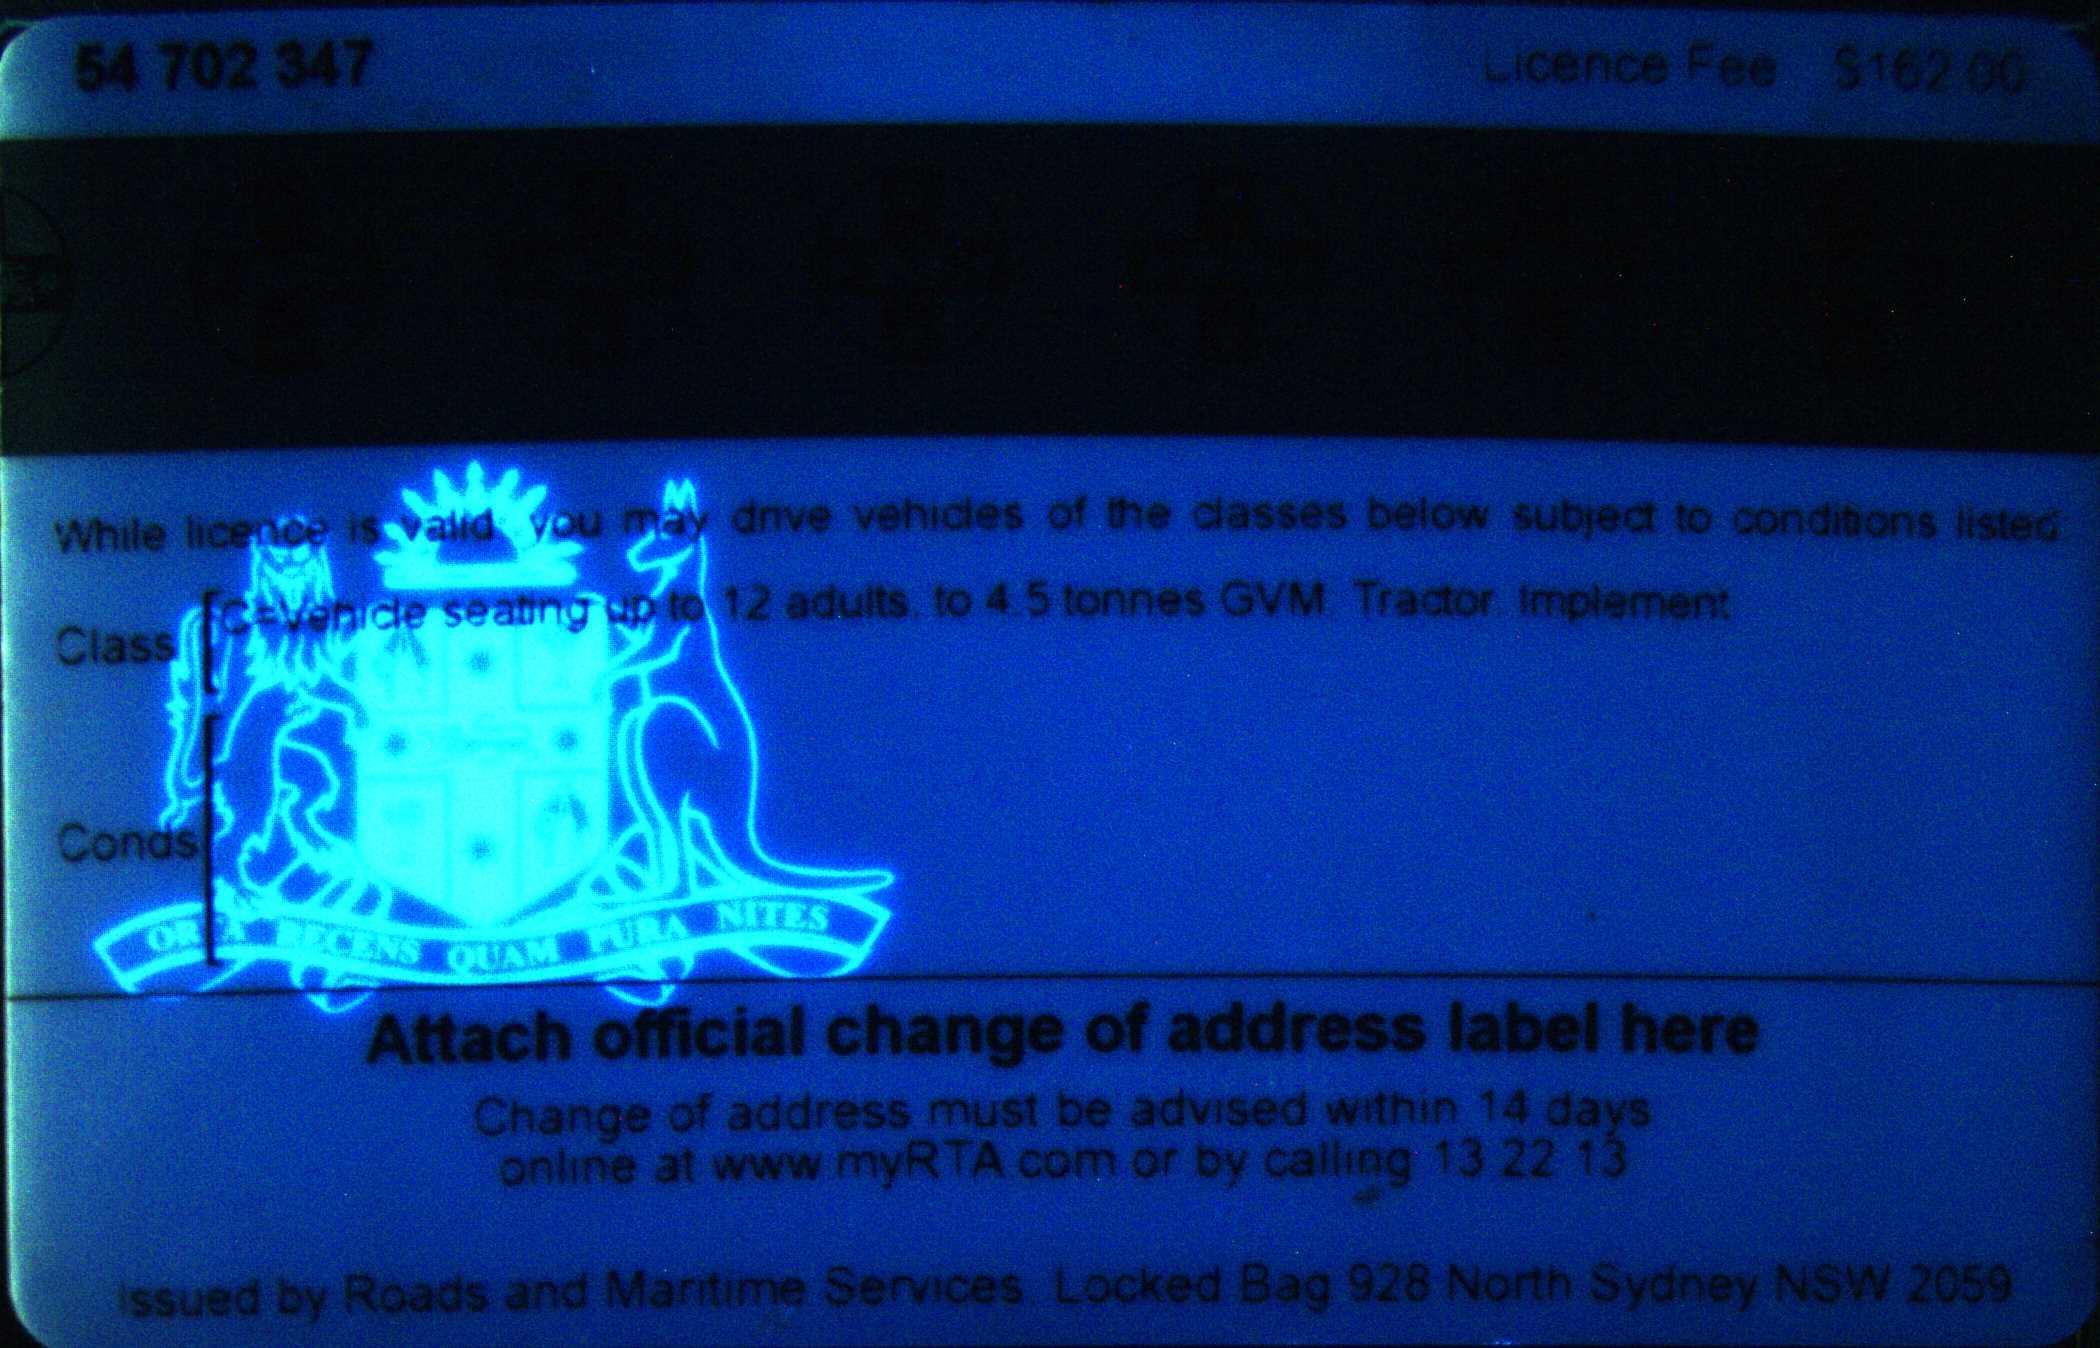 54 702 347
Licence Fee $162.00
While licence is valid, you may drive vehicles of the classes below subject to conditions listed
Class [C=Vehicle seating up to 12 adults, to 4.5 tonnes GVM. Tractor. Implement
Conds
ORTA RECENS QUAM PURA NITES
Attach official change of address label here
Change of address must be advised within 14 days
online at www.myRTA.com or by calling 13 22 13
Issued by Roads and Maritime Services Locked Bag 928 North Sydney NSW 2059